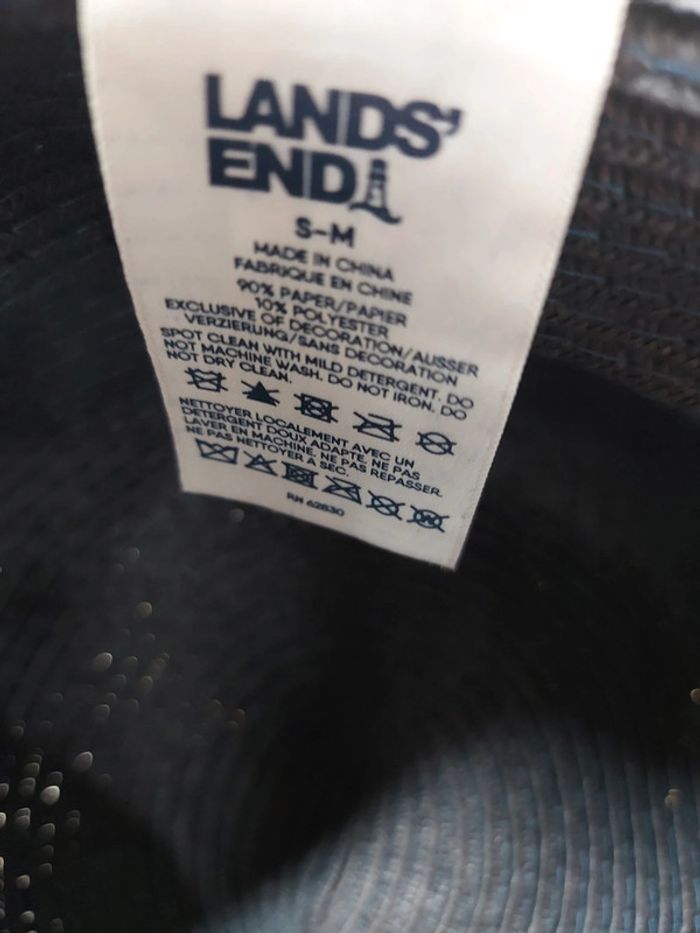 LANDS'
END
S-M
MADE IN CHINA
FABRIQUE EN CHINE
90% PAPER/PAPIER
10% POLYESTER
EXCLUSIVE OF DECORATION/AUSSER
VERZIERUNG/SANS DECORATION
SPOT CLEAN WITH MILD DETERGENT. DO
NOT MACHINE WASH. DO NOT IRON. DO
NOT DRY CLEAN.
NETTOYER LOCALEMENT AVEC UN
DETERGENT DOUX ADAPTE. NE PAS
LAVER EN MACHINE. NE PAS REPASSER.
NE PAS NETTOYER A SEC.
RN 62830